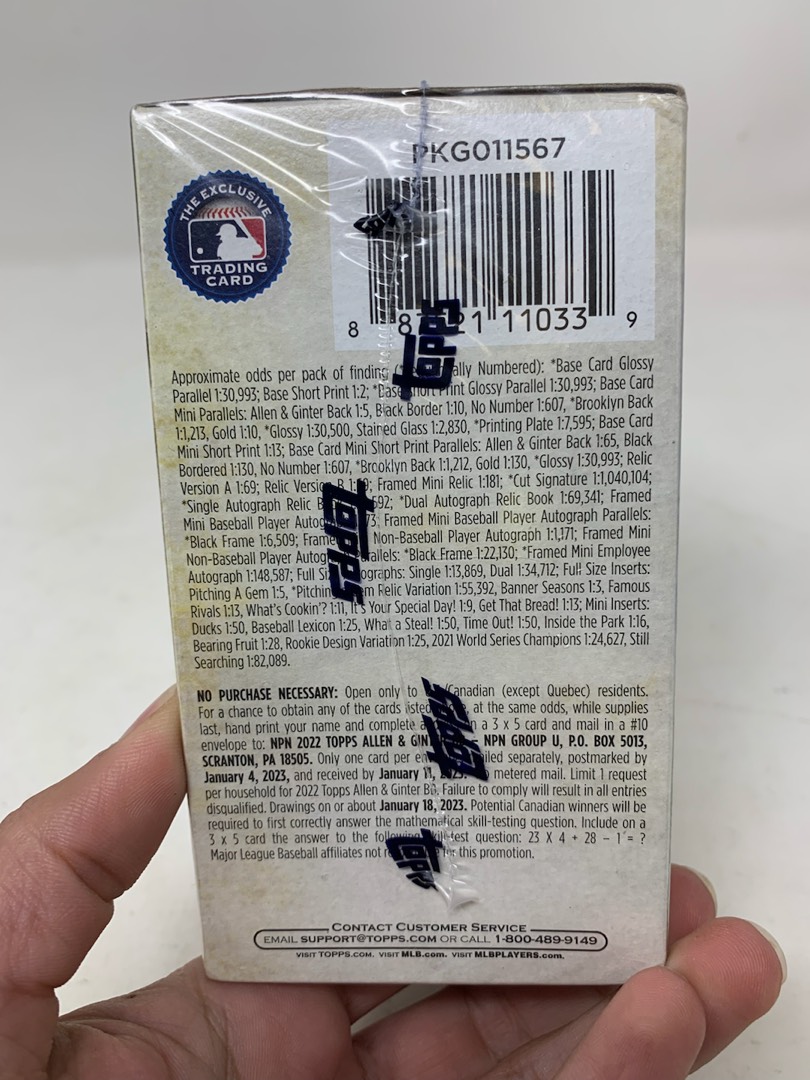 PKG011567
THE EXCLUSIVE
TRADING
CARD
8 8 21 11033 9
topps
Approximate odds per pack of finding ally Numbered): *Base Card Glossy
Parallel 1:30,993; Base Short Print 1:2; *Base Short Print Glossy Parallel 1:30,993; Base Card
Mini Parallels: Allen & Ginter Back 1:5, Black Border 1:10, No Number 1:607, *Brooklyn Back
1:1,213, Gold 1:10, *Glossy 1:30,500, Stained Glass 1:2,830, *Printing Plate 1:7,595; Base Card
Mini Short Print 1:13; Base Card Mini Short Print Parallels: Allen & Ginter Back 1:65, Black
Bordered 1:130, No Number 1:607, *Brooklyn Back 1:1,212, Gold 1:130, *Glossy 1:30,993; Relic
Version A 1:69; Relic Version B 9; Framed Mini Relic 1:181; *Cut Signature 1:1,040,104;
*Single Autograph Relic 592; *Dual Autograph Relic Book 1:69,341; Framed
Mini Baseball Player 73; Framed Mini Baseball Player Autograph Parallels:
*Black Frame 1:6,509; Non-Baseball Player Autograph 1:1,171; Framed Mini
Non-Baseball Player *Black Frame 1:22,130; *Framed Mini Employee
Autograph 1:148,587; Full ographs: Single 1:13,869, Dual 1:34,712; Full Size Inserts:
Pitching A Gem 1:5, m Relic Variation 1:55,392, Banner Seasons 1:3, Famous
Rivals 1:13, What's Cookin'? 1:11, It's Your Special Day! 1:9, Get That Bread! 1:13; Mini Inserts:
Ducks 1:50, Baseball Lexicon 1:25, What a Steal! 1:50, Time Out! 1:50, Inside the Park 1:16,
Bearing Fruit 1:28, Rookie Design Variation 1:25, 2021 World Series Champions 1:24,627, Still
Searching 1:82,089.
topps
NO PURCHASE NECESSARY: Open only to /Canadian (except Quebec) residents.
For a chance to obtain any of the cards listed at the same odds, while supplies
last, hand print your name and complete n a 3 x 5 card and mail in a #10
envelope to: NPN 2022 TOPPS ALLEN & NPN GROUP U, P.O. BOX 5013,
SCRANTON, PA 18505. Only one card per iled separately, postmarked by
January 4, 2023, and received by January metered mail. Limit 1 request
per household for 2022 Topps Allen & Ginter Failure to comply will result in all entries
disqualified. Drawings on or about January 18, 2023. Potential Canadian winners will be
required to first correctly answer the mathematical skill-testing question. Include on a
3 x 5 card the answer to the following test question: 23 X 4 + 28 – 1 = ?
Major League Baseball affiliates not for this promotion.
topps
topps
CONTACT CUSTOMER SERVICE
EMAIL SUPPORT@TOPPS.COM OR CALL 1-800-489-9149
VISIT TOPPS.COM. VISIT MLB.com. VISIT MLBPLAYERS.com.